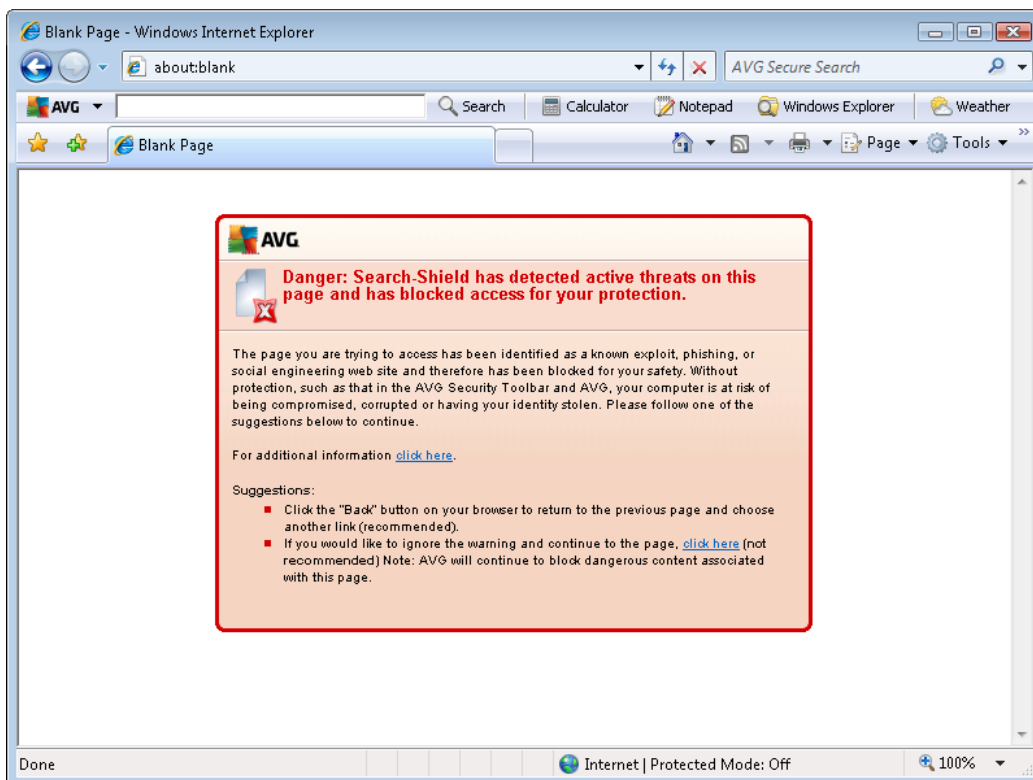 Blank Page - Windows Internet Explorer
about:blank
AVG Secure Search
AVG
Search
Calculator
Notepad
Windows Explorer
Weather
Blank Page
Page
Tools
»
AVG
Danger: Search-Shield has detected active threats on this
page and has blocked access for your protection.
The page you are trying to access has been identified as a known exploit, phishing, or
social engineering web site and therefore has been blocked for your safety. Without
protection, such as that in the AVG Security Toolbar and AVG, your computer is at risk of
being compromised, corrupted or having your identity stolen. Please follow one of the
suggestions below to continue.
For additional information click here.
Suggestions:
Click the "Back" button on your browser to return to the previous page and choose
another link (recommended).
If you would like to ignore the warning and continue to the page, click here (not
recommended) Note: AVG will continue to block dangerous content associated
with this page.
Done
Internet | Protected Mode: Off
100%